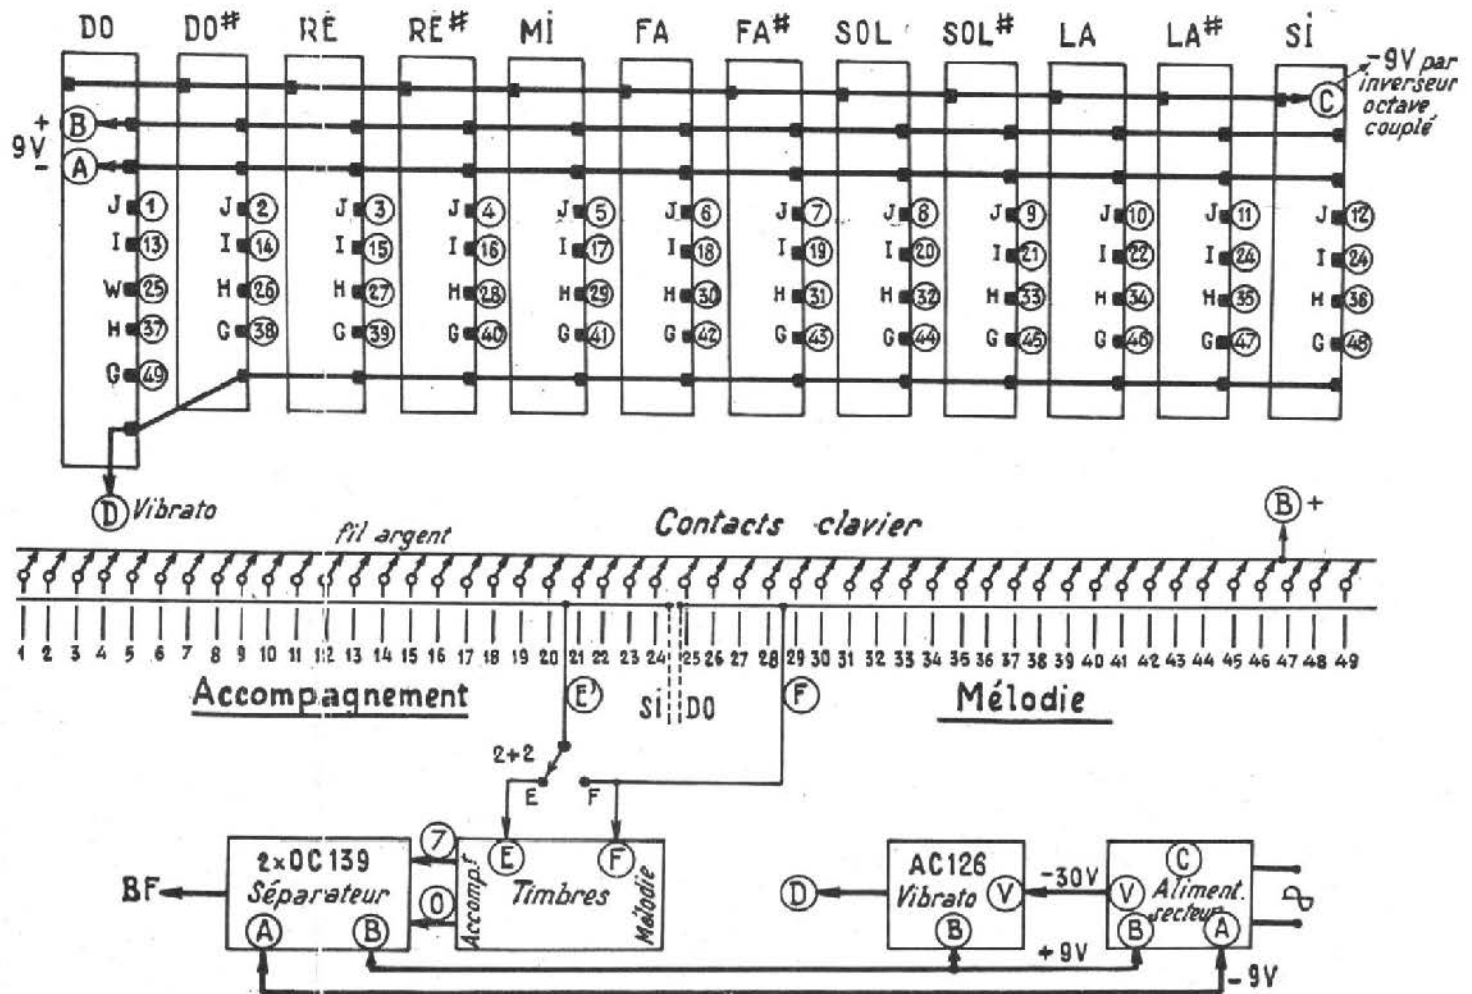 DO DO# RÉ RÉ# MÍ FA FA# SOL SOL# LA LA# SÍ
-9V par
inverseur
octave
couplé
C
+ B
9V
- A
J 1 J 2 J 3 J 4 J 5 J 6 J 7 J 8 J 9 J 10 J 11 J 12
I 13 I 14 I 15 I 16 I 17 I 18 I 19 I 20 I 21 I 22 I 24 I 24
W 25 H 26 H 27 H 28 H 29 H 30 H 31 H 32 H 33 H 34 H 35 H 36
H 37 G 38 G 39 G 40 G 41 G 42 G 43 G 44 G 45 G 46 G 47 G 48
G 49
D Vibrato
fil argent
Contacts clavier
B +
1 2 3 4 5 6 7 8 9 10 11 12 13 14 15 16 17 18 19 20 21 22 23 24 25 26 27 28 29 30 31 32 33 34 35 36 37 38 39 40 41 42 43 44 45 46 47 48 49
Accompagnement
E'
SÍ DO
F
Mélodie
2+2
E F
BF
2xOC139
Séparateur
A B
7
0
Accomp.t
E F
Timbres
Mélodie
D
AC126
Vibrato
V
B
-30V
C
V
Aliment.
secteur
B A
+9V
-9V